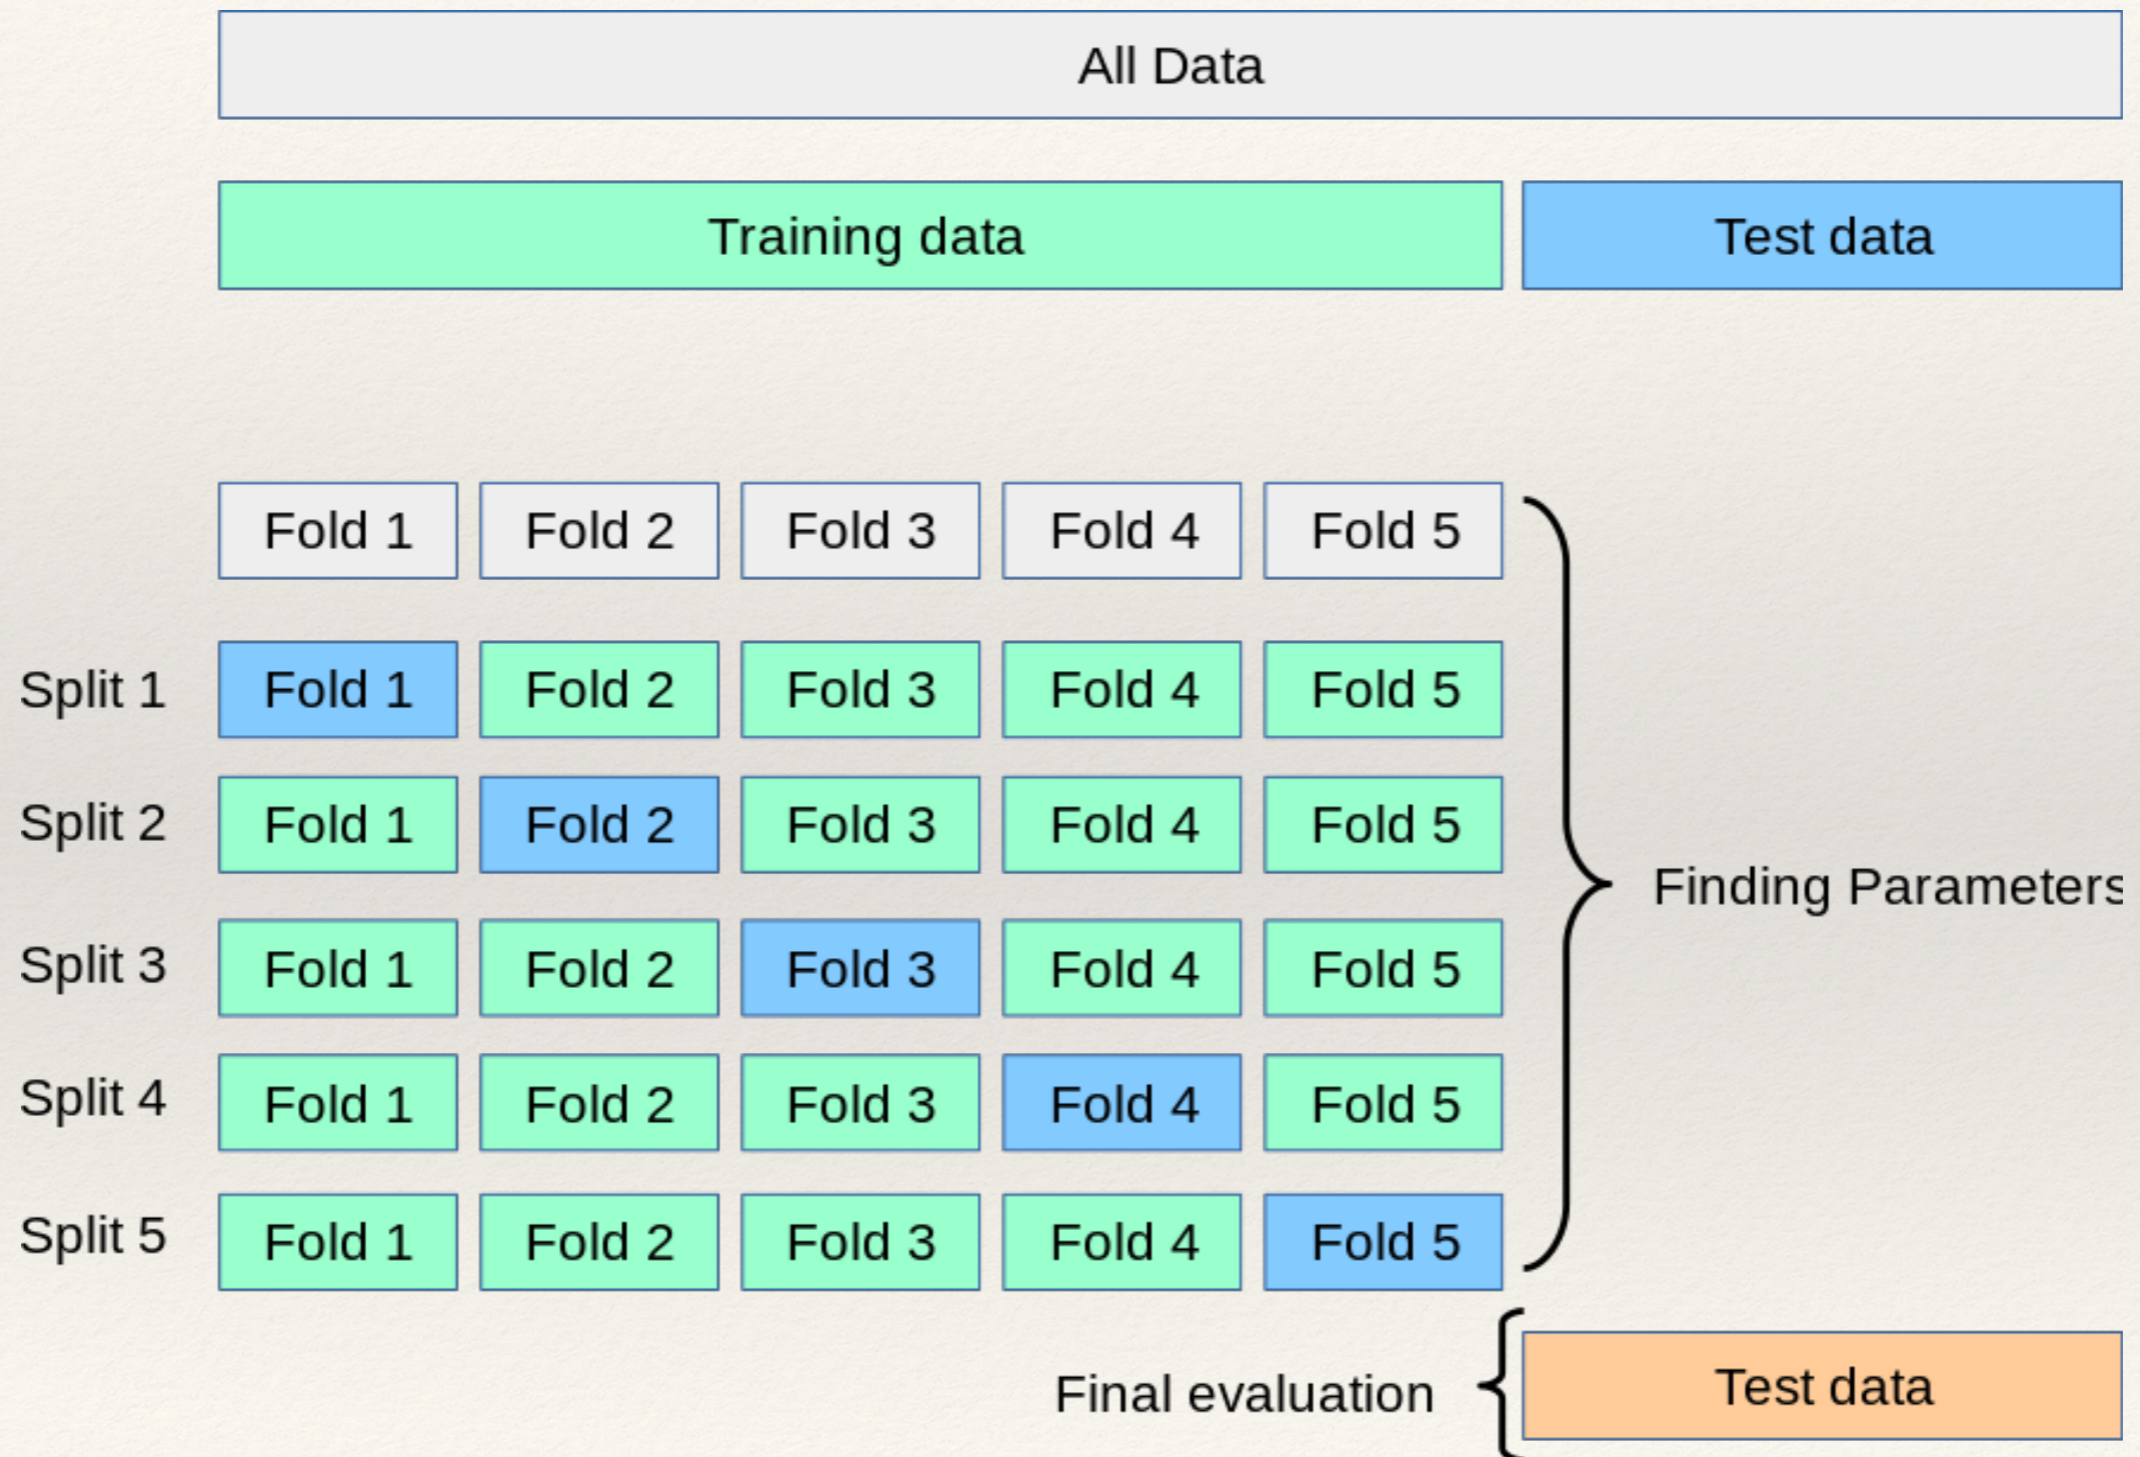 All Data
Training data Test data
Fold 1 Fold 2 Fold 3 Fold 4 Fold 5
Split 1 Fold 1 Fold 2 Fold 3 Fold 4 Fold 5
Split 2 Fold 1 Fold 2 Fold 3 Fold 4 Fold 5
Finding Parameters
Split 3 Fold 1 Fold 2 Fold 3 Fold 4 Fold 5
Split 4 Fold 1 Fold 2 Fold 3 Fold 4 Fold 5
Split 5 Fold 1 Fold 2 Fold 3 Fold 4 Fold 5
Final evaluation Test data